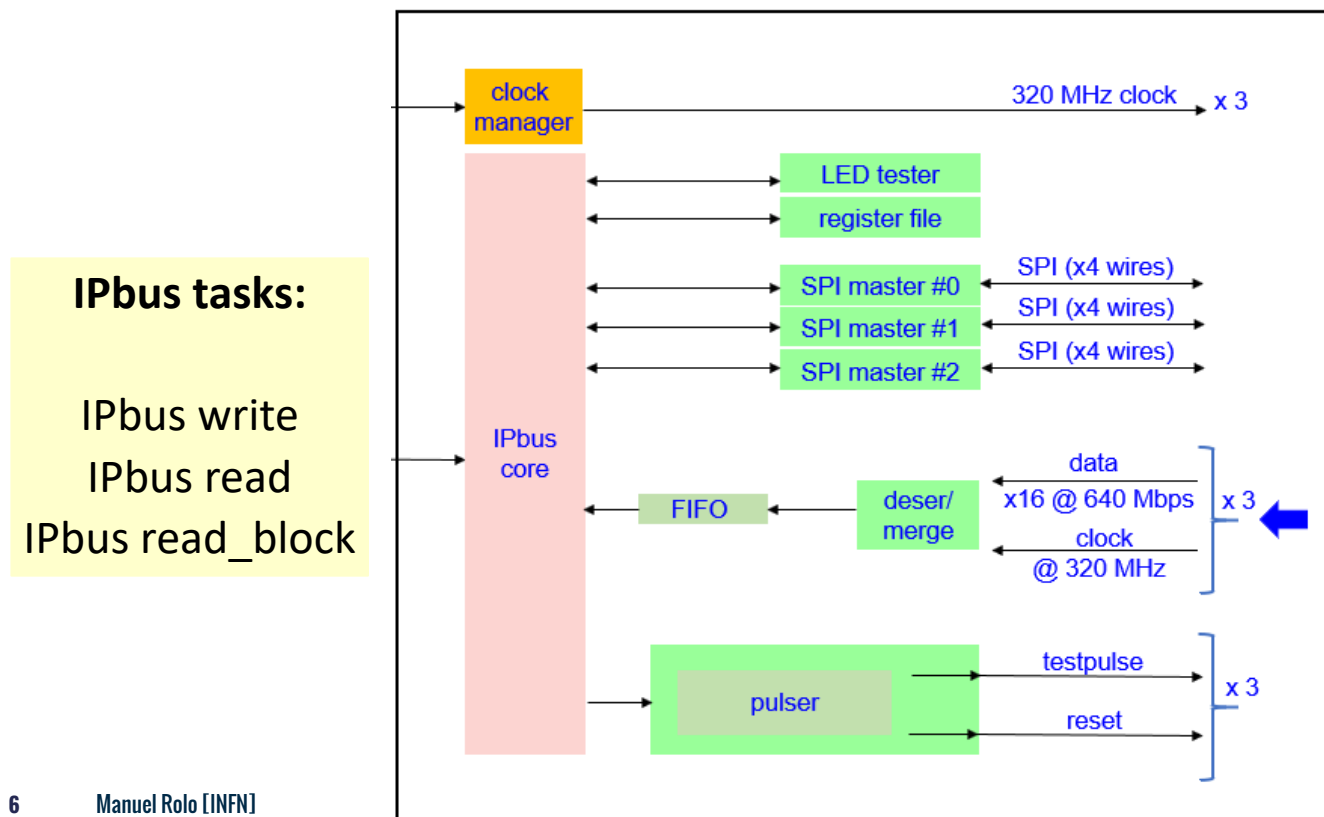 IPbus tasks:
IPbus write
IPbus read
IPbus read_block
clock
manager
320 MHz clock
x 3
LED tester
register file
SPI master #0
SPI (x4 wires)
SPI master #1
SPI (x4 wires)
SPI master #2
SPI (x4 wires)
IPbus
core
FIFO
deser/
merge
data
x16 @ 640 Mbps
clock
@ 320 MHz
x 3
pulser
testpulse
reset
x 3
6 Manuel Rolo [INFN]